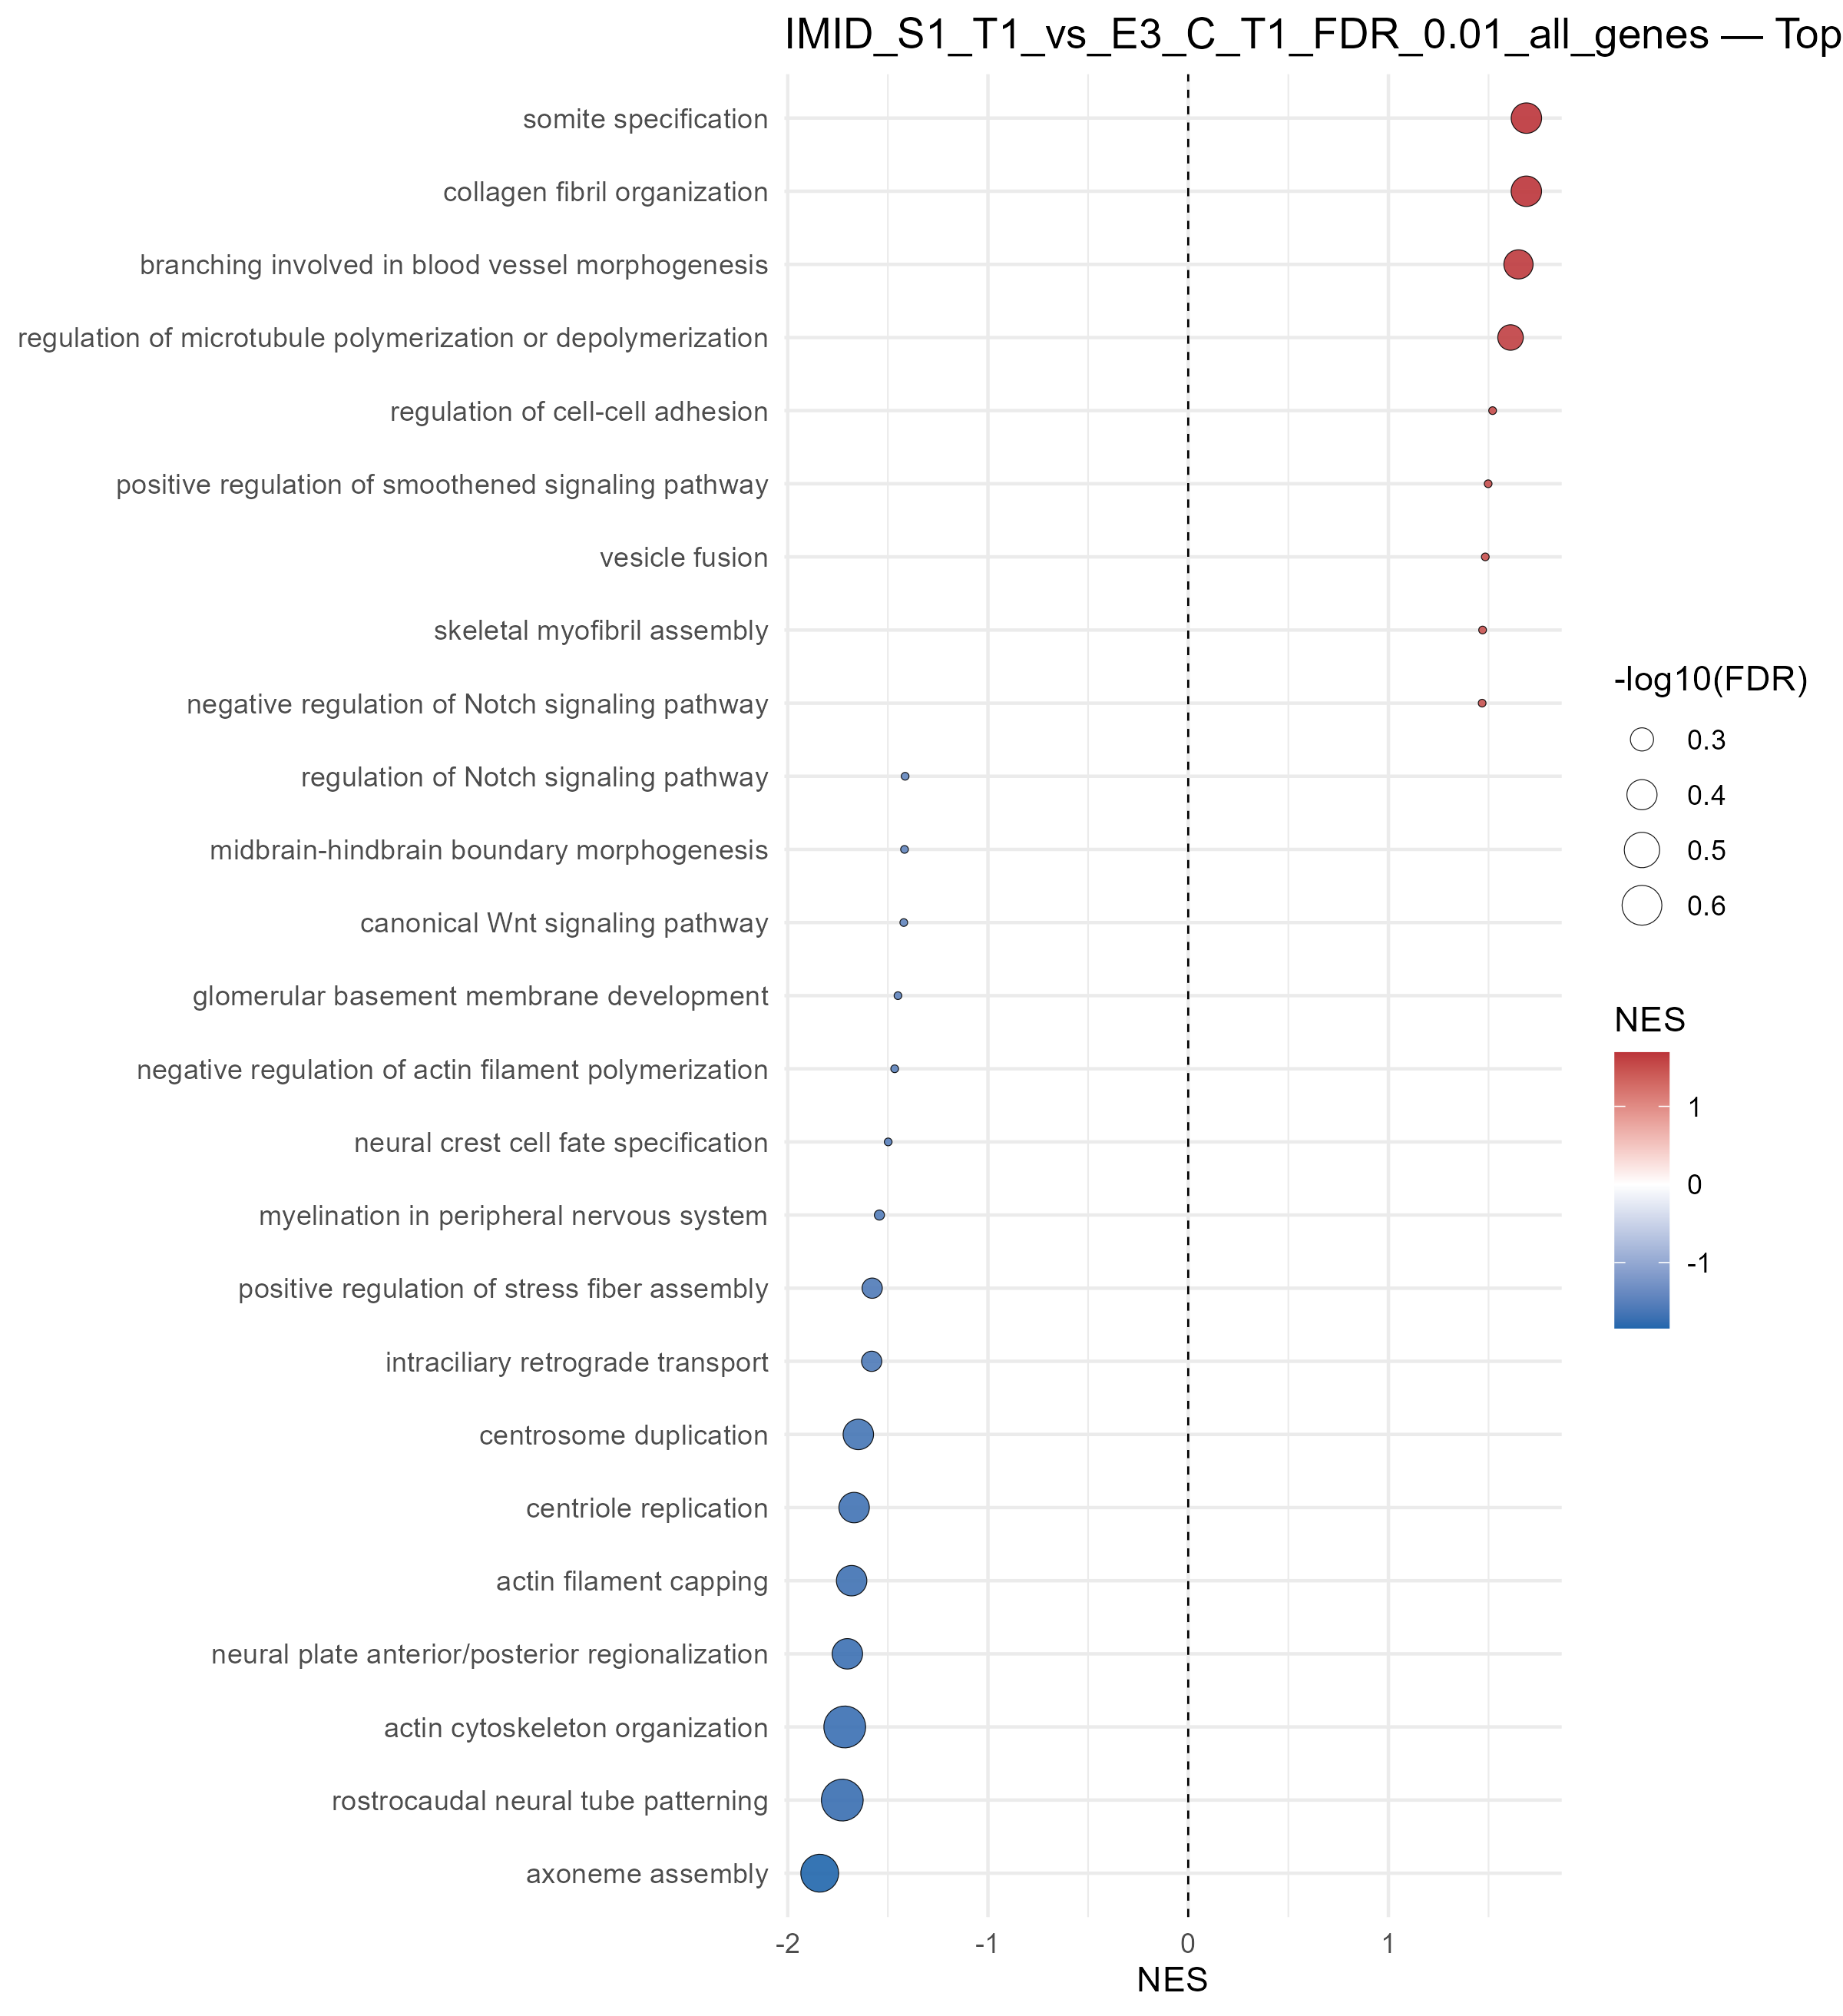 IMID_S1_T1_vs_E3_C_T1_FDR_0.01_all_genes — Top
somite specification
collagen fibril organization
branching involved in blood vessel morphogenesis
regulation of microtubule polymerization or depolymerization
regulation of cell-cell adhesion
positive regulation of smoothened signaling pathway
vesicle fusion
skeletal myofibril assembly
negative regulation of Notch signaling pathway
regulation of Notch signaling pathway
midbrain-hindbrain boundary morphogenesis
canonical Wnt signaling pathway
glomerular basement membrane development
negative regulation of actin filament polymerization
neural crest cell fate specification
myelination in peripheral nervous system
positive regulation of stress fiber assembly
intraciliary retrograde transport
centrosome duplication
centriole replication
actin filament capping
neural plate anterior/posterior regionalization
actin cytoskeleton organization
rostrocaudal neural tube patterning
axoneme assembly
-2 -1 0 1
NES
-log10(FDR)
0.3
0.4
0.5
0.6
NES
1
0
-1